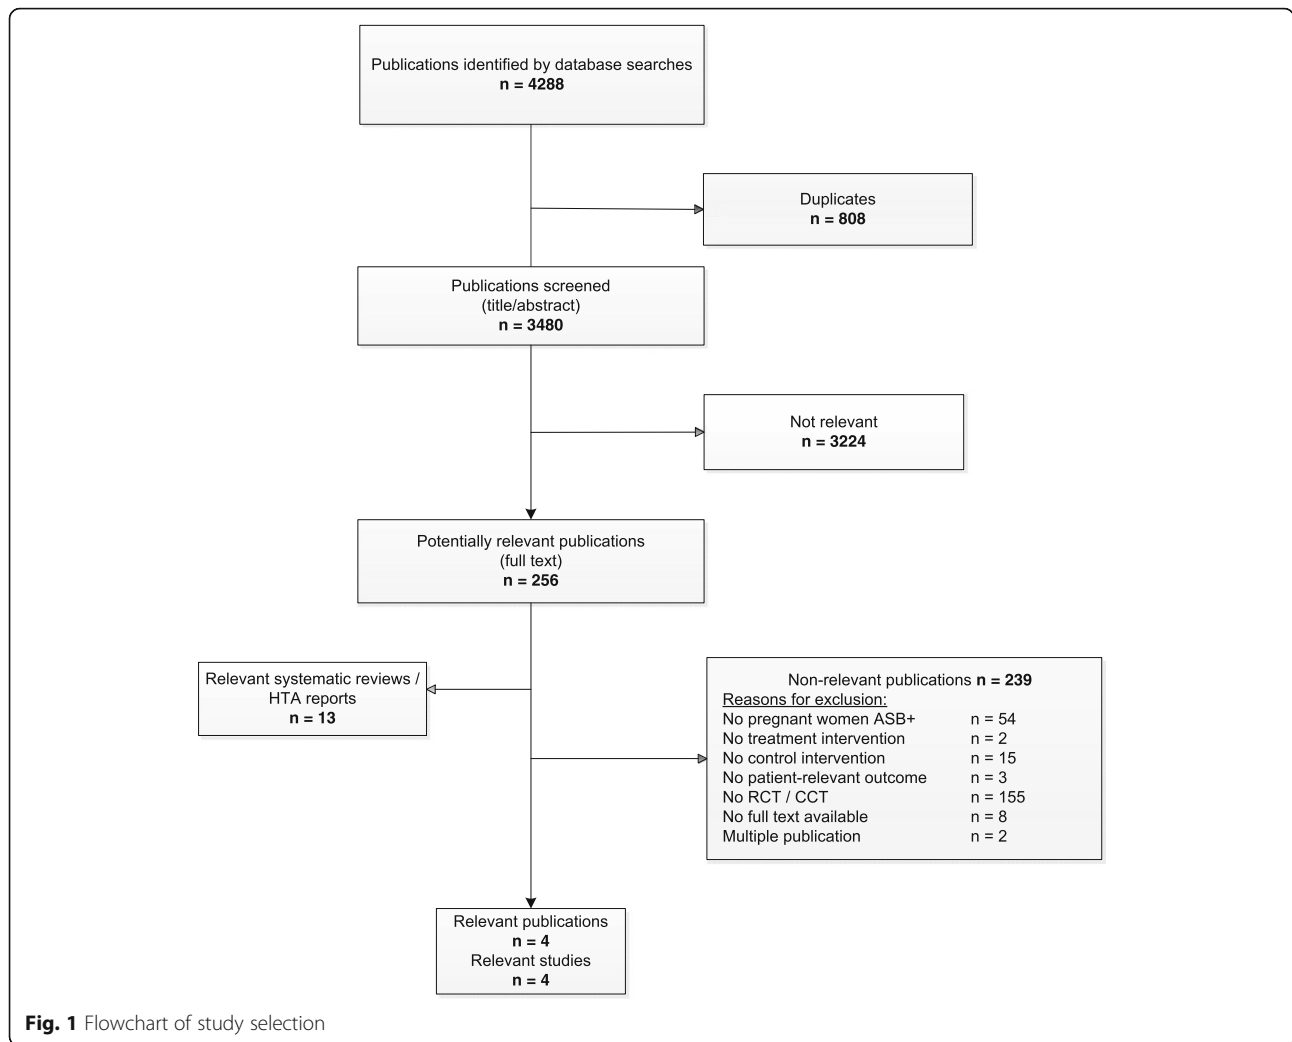 Publications identified by database searches
n = 4288
Duplicates
n = 808
Publications screened
(title/abstract)
n = 3480
Not relevant
n = 3224
Potentially relevant publications
(full text)
n = 256
Relevant systematic reviews /
HTA reports
n = 13
Non-relevant publications n = 239
Reasons for exclusion:
No pregnant women ASB+ n = 54
No treatment intervention n = 2
No control intervention n = 15
No patient-relevant outcome n = 3
No RCT / CCT n = 155
No full text available n = 8
Multiple publication n = 2
Relevant publications
n = 4
Relevant studies
n = 4
Fig. 1 Flowchart of study selection